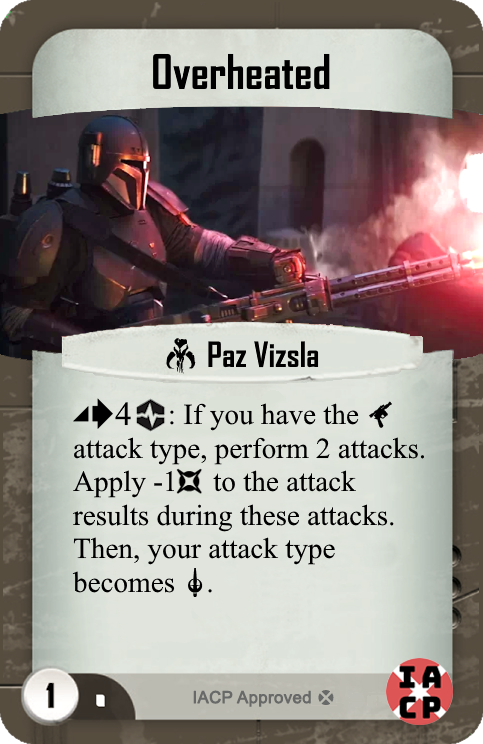 Overheated
Paz Vizsla
4 : If you have the
attack type, perform 2 attacks.
Apply -1 to the attack
results during these attacks.
Then, your attack type
becomes .
1
IACP Approved
IA
CP